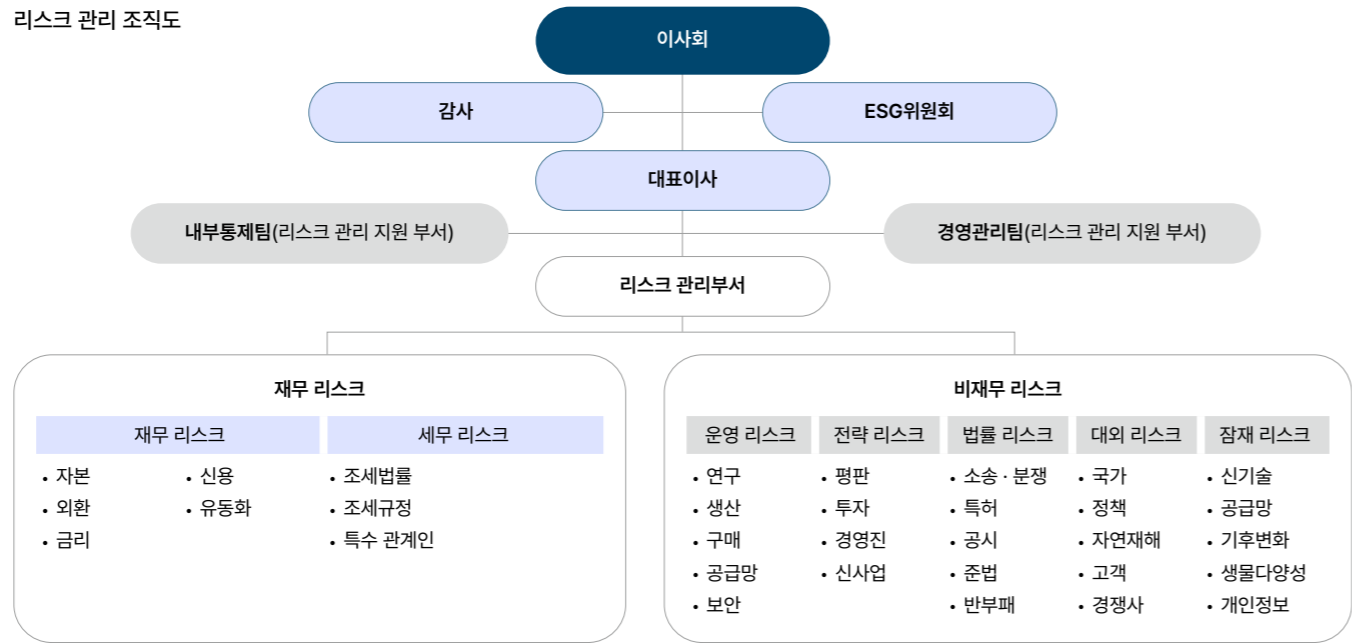 리스크 관리 조직도
이사회
감사
ESG위원회
대표이사
내부통제팀(리스크 관리 지원 부서)
경영관리팀(리스크 관리 지원 부서)
리스크 관리부서
재무 리스크
재무 리스크
• 자본
• 외환
• 금리
• 신용
• 유동화
세무 리스크
• 조세법률
• 조세규정
• 특수 관계인
비재무 리스크
운영 리스크
• 연구
• 생산
• 구매
• 공급망
• 보안
전략 리스크
• 평판
• 투자
• 경영진
• 신사업
법률 리스크
• 소송 · 분쟁
• 특허
• 공시
• 준법
• 반부패
대외 리스크
• 국가
• 정책
• 자연재해
• 고객
• 경쟁사
잠재 리스크
• 신기술
• 공급망
• 기후변화
• 생물다양성
• 개인정보